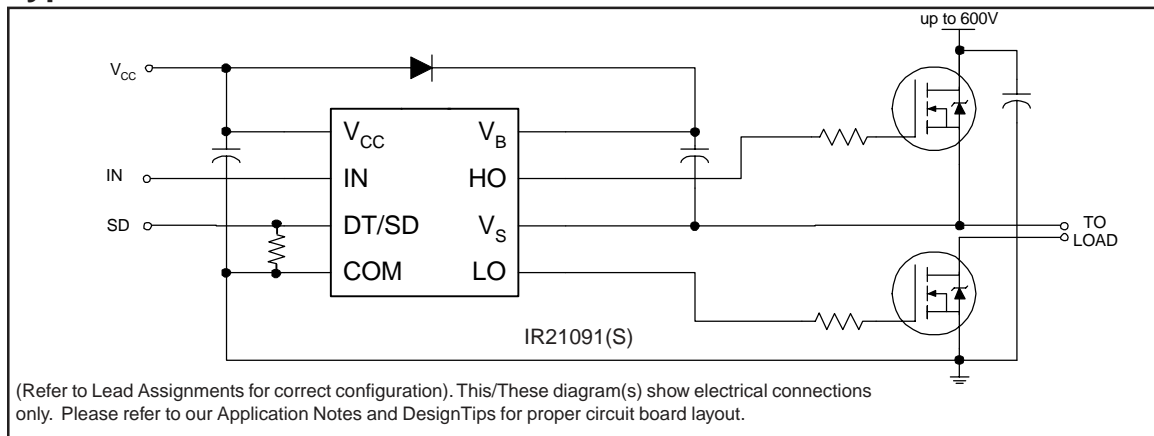 up to 600V
VCC
VCC VB
IN IN HO
SD DT/SD VS TO
COM LO LOAD
IR21091(S)
(Refer to Lead Assignments for correct configuration). This/These diagram(s) show electrical connections
only. Please refer to our Application Notes and DesignTips for proper circuit board layout.